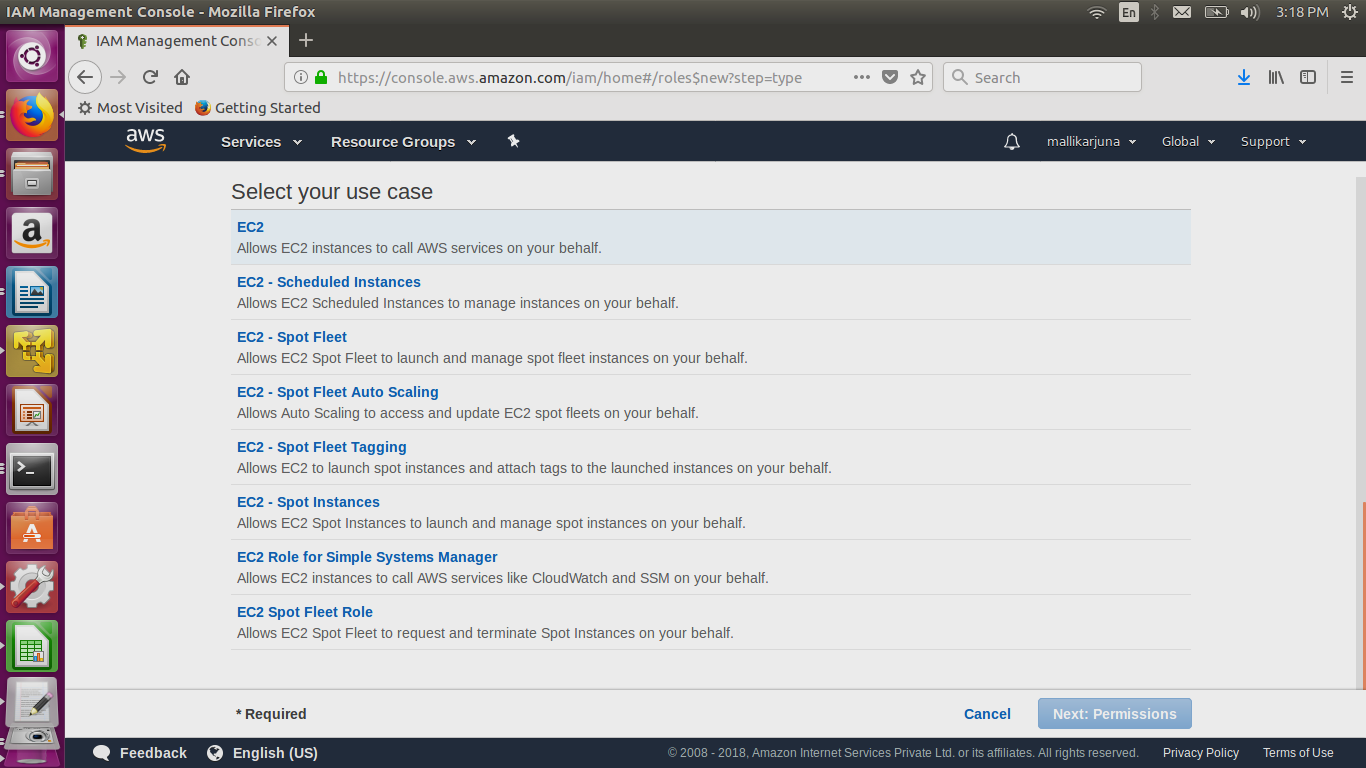 IAM Management Console - Mozilla Firefox
En
3:18 PM
IAM Management Conso
https://console.aws.amazon.com/iam/home#/roles$new?step=type
Search
Most Visited
Getting Started
aws
Services
Resource Groups
mallikarjuna
Global
Support
Select your use case
EC2
Allows EC2 instances to call AWS services on your behalf.
EC2 - Scheduled Instances
Allows EC2 Scheduled Instances to manage instances on your behalf.
EC2 - Spot Fleet
Allows EC2 Spot Fleet to launch and manage spot fleet instances on your behalf.
EC2 - Spot Fleet Auto Scaling
Allows Auto Scaling to access and update EC2 spot fleets on your behalf.
EC2 - Spot Fleet Tagging
Allows EC2 to launch spot instances and attach tags to the launched instances on your behalf.
EC2 - Spot Instances
Allows EC2 Spot Instances to launch and manage spot instances on your behalf.
EC2 Role for Simple Systems Manager
Allows EC2 instances to call AWS services like CloudWatch and SSM on your behalf.
EC2 Spot Fleet Role
Allows EC2 Spot Fleet to request and terminate Spot Instances on your behalf.
* Required
Cancel
Next: Permissions
Feedback
English (US)
© 2008 - 2018, Amazon Internet Services Private Ltd. or its affiliates. All rights reserved.
Privacy Policy
Terms of Use